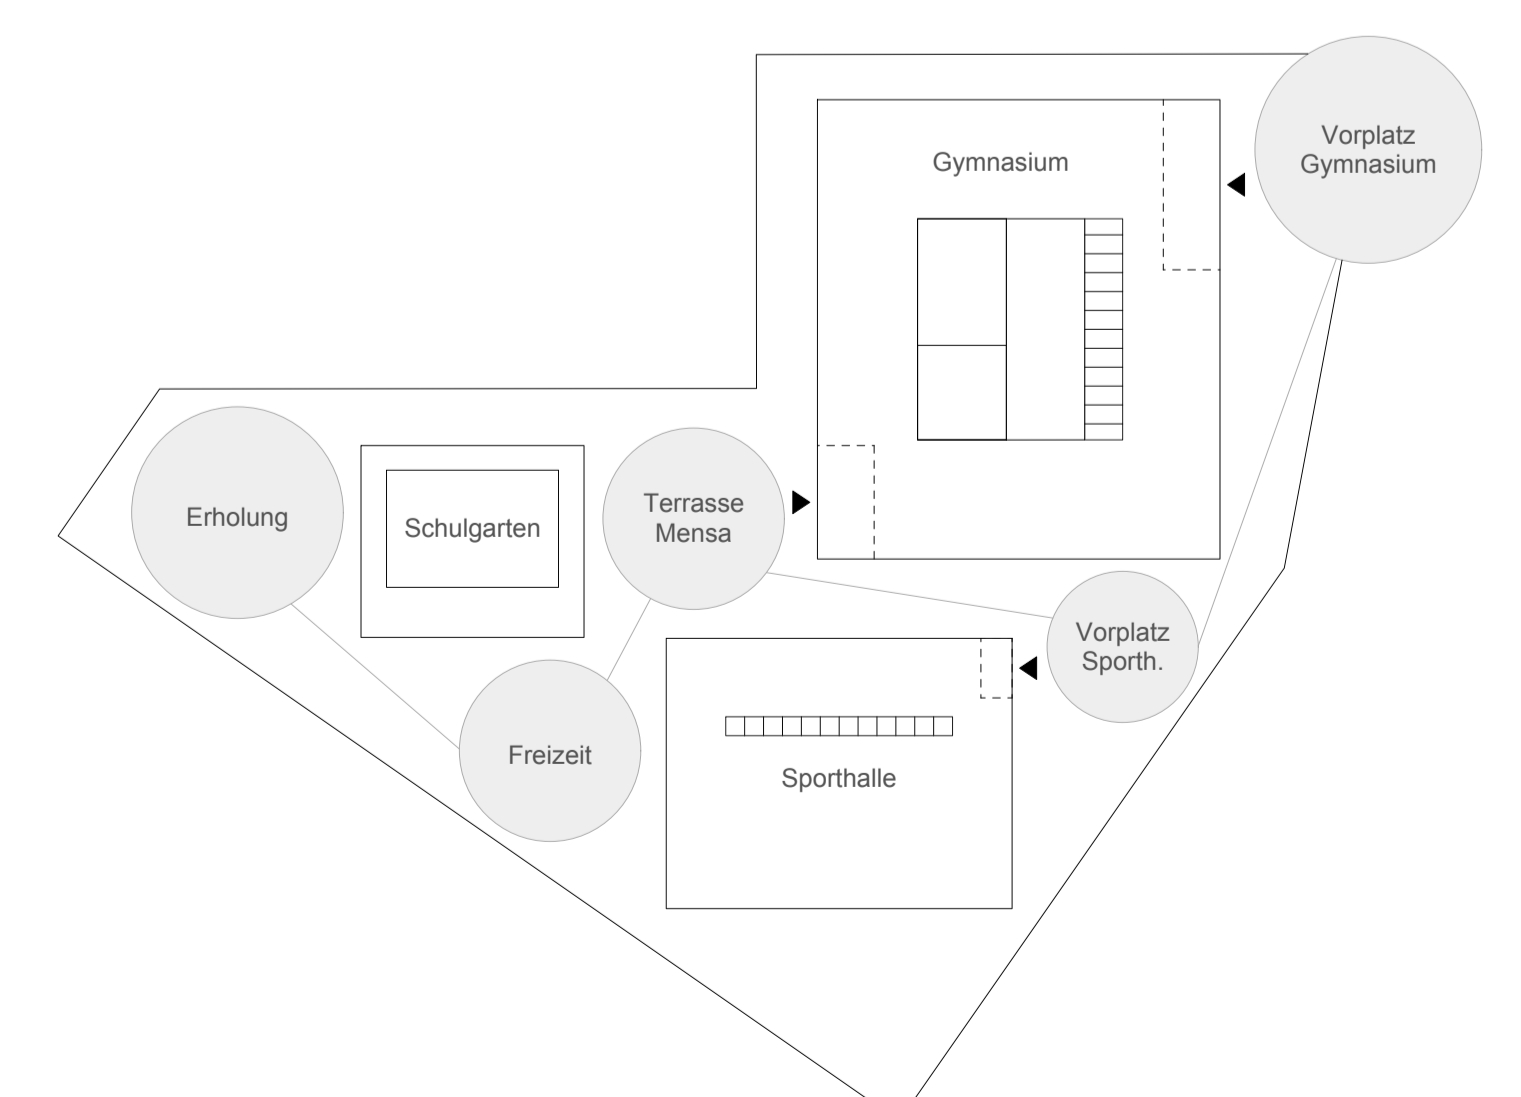 Vorplatz
Gymnasium
Gymnasium
Erholung
Schulgarten
Terrasse
Mensa
Vorplatz
Sporth.
Freizeit
Sporthalle